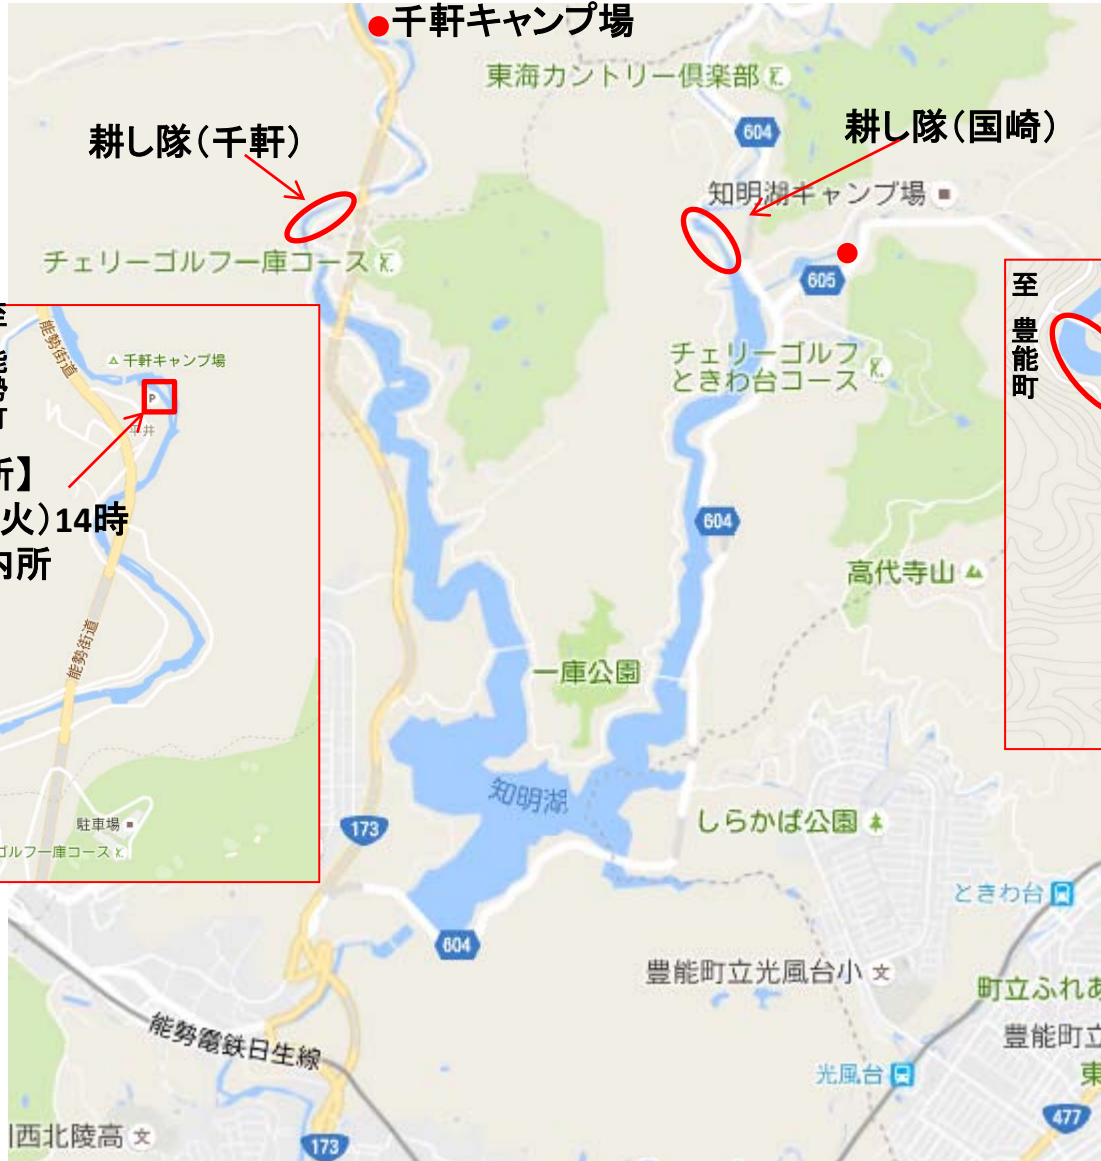 千軒キャンプ場
東海カントリー倶楽部
604
耕し隊（千軒）
耕し隊（国崎）
知明湖キャンプ場
チェリーゴルフ一庫コース
605
至
豊能町
能勢街道
千軒キャンプ場
P
平井
所】
火）14時
内所
能勢街道
駐車場
ゴルフ一庫コース
チェリーゴルフ
ときわ台コース
604
高代寺山
一庫公園
知明湖
しらかば公園
173
ときわ台
604
豊能町立光風台小
文
町立ふれあ
豊能町立
東
能勢電鉄日生線
光風台
477
西北陵高
文
173